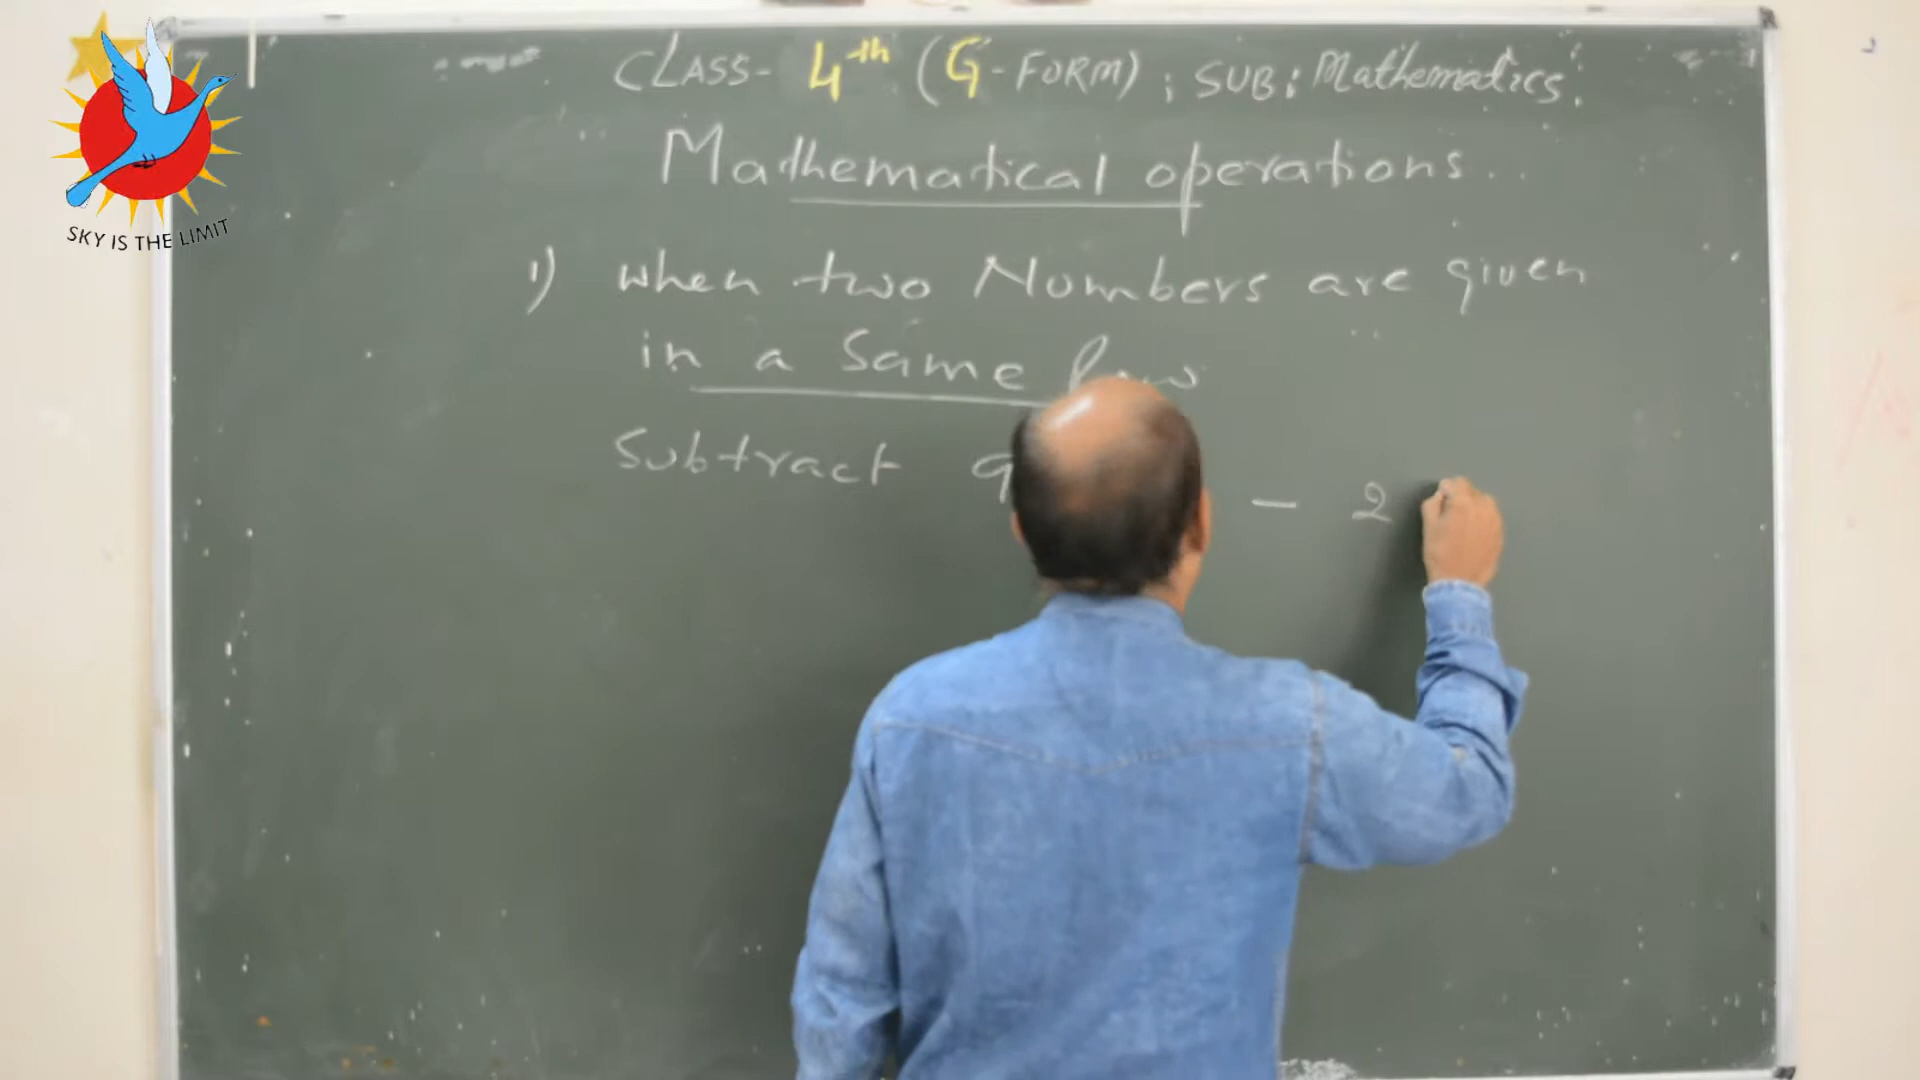 SKY IS THE LIMIT
CLASS- 4th (G-FORM) ; SUB: Mathematics.
Mathematical operations..
1) when two Numbers are given
in a Same
Subtract 9 - 2